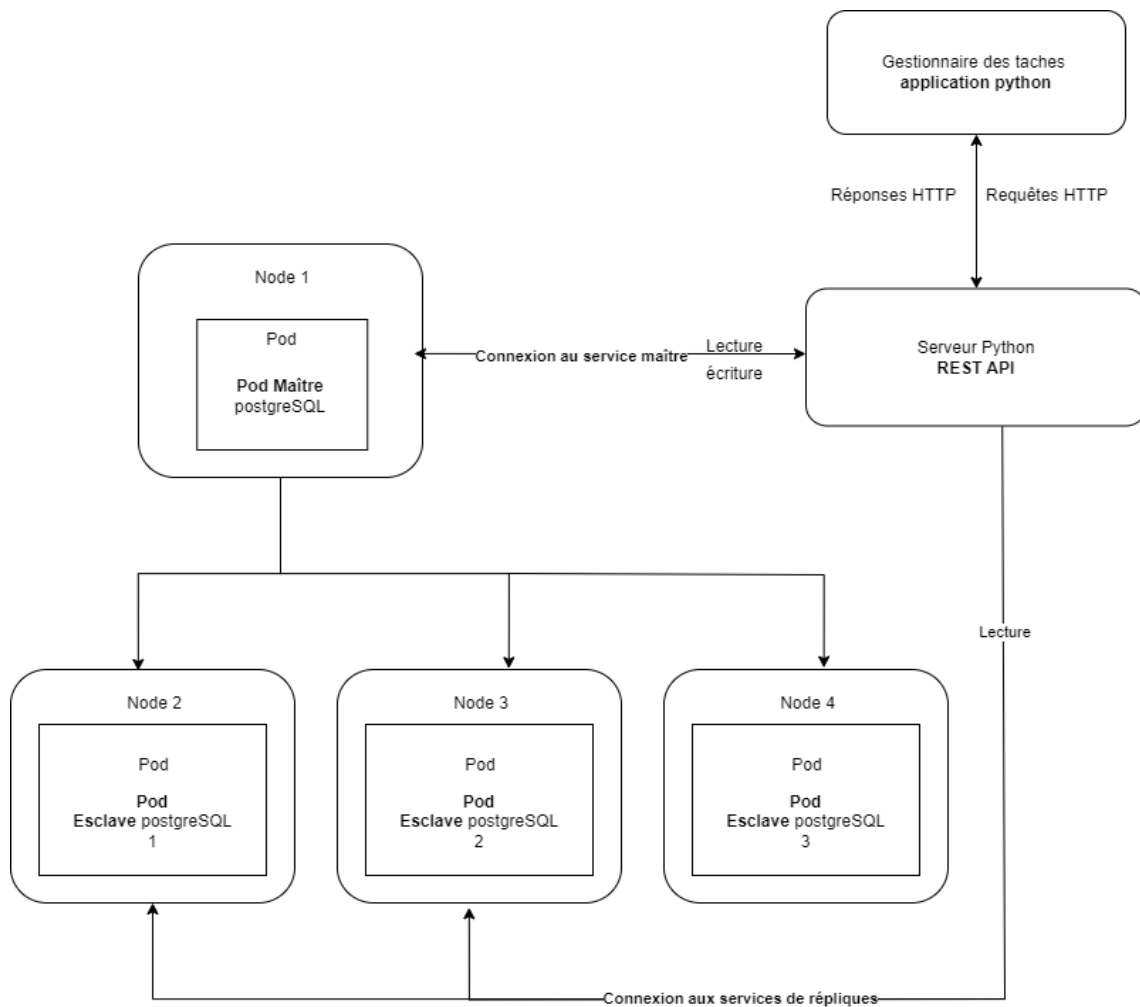 Gestionnaire des taches
application python
Réponses HTTP
Requêtes HTTP
Node 1
Pod
Pod Maître
postgreSQL
Connexion au service maître
Lecture
écriture
Serveur Python
REST API
Lecture
Node 2
Pod
Pod
Esclave postgreSQL
1
Node 3
Pod
Pod
Esclave postgreSQL
2
Node 4
Pod
Pod
Esclave postgreSQL
3
Connexion aux services de répliques